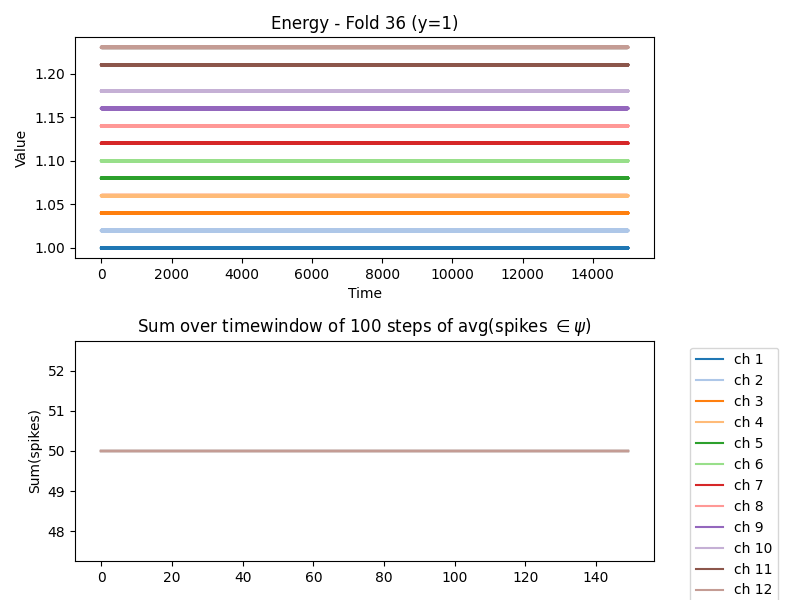 Energy - Fold 36 (y=1)
Value
1.20
1.15
1.10
1.05
1.00
0 2000 4000 6000 8000 10000 12000 14000
Time
Sum over timewindow of 100 steps of avg(spikes ∈ ψ)
Sum(spikes)
52
51
50
49
48
0 20 40 60 80 100 120 140
ch 1
ch 2
ch 3
ch 4
ch 5
ch 6
ch 7
ch 8
ch 9
ch 10
ch 11
ch 12